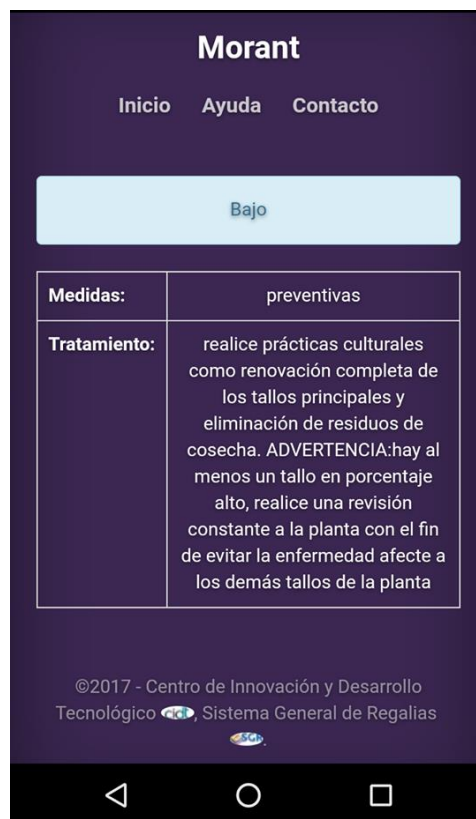 Morant
Inicio Ayuda Contacto
Bajo
Medidas: preventivas
Tratamiento: realice prácticas culturales
como renovación completa de
los tallos principales y
eliminación de residuos de
cosecha. ADVERTENCIA:hay al
menos un tallo en porcentaje
alto, realice una revisión
constante a la planta con el fin
de evitar la enfermedad afecte a
los demás tallos de la planta
©2017 - Centro de Innovación y Desarrollo
Tecnológico cidt, Sistema General de Regalias
SGR.